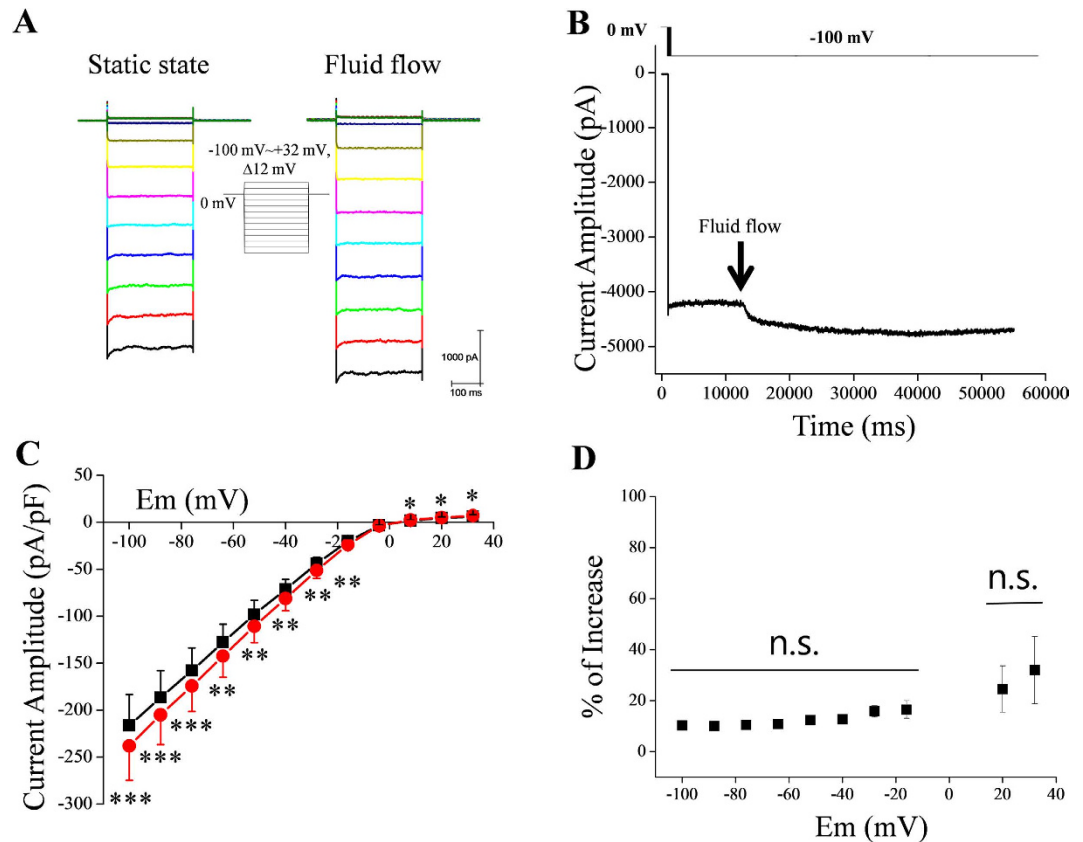 A
Static state
Fluid flow
-100 mV~+32 mV,
Δ12 mV
0 mV
1000 pA
100 ms
B
0 mV
-100 mV
Current Amplitude (pA)
0
-1000
-2000
-3000
-4000
-5000
Fluid flow
0 10000 20000 30000 40000 50000 60000
Time (ms)
C
Em (mV)
Current Amplitude (pA/pF)
50
0
-50
-100
-150
-200
-250
-300
-100 -80 -60 -40 -20 0 20 40
* * *
**
**
**
**
**
***
***
***
D
% of Increase
100
80
60
40
20
0
n.s.
n.s.
-100 -80 -60 -40 -20 0 20 40
Em (mV)